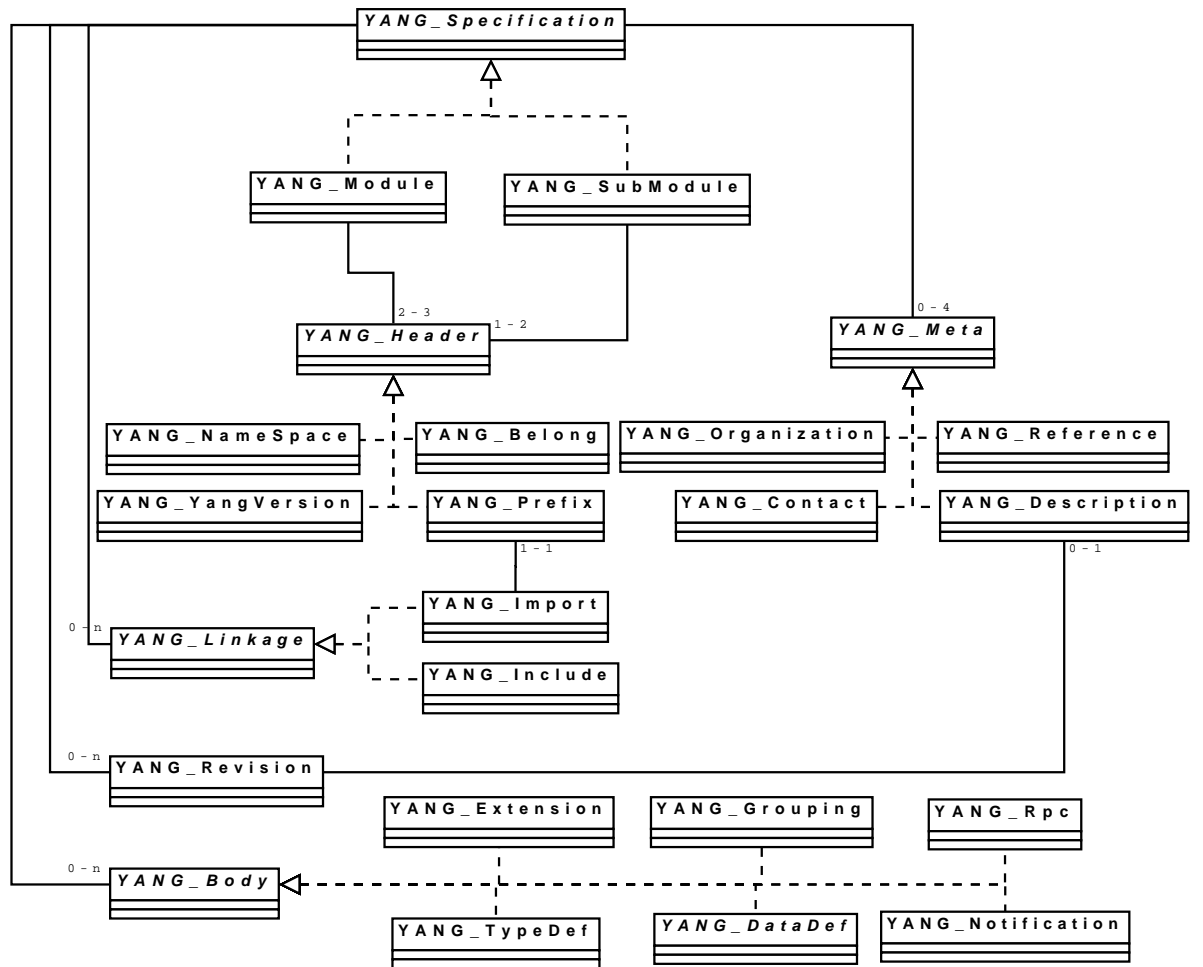 YANG_Specification
YANG_Module
YANG_SubModule
2-3
1-2
0-4
YANG_Header
YANG_Meta
YANG_NameSpace
YANG_Belong
YANG_Organization
YANG_Reference
YANG_YangVersion
YANG_Prefix
YANG_Contact
YANG_Description
1-1
0-1
YANG_Import
0-n
YANG_Linkage
YANG_Include
0-n
YANG_Revision
YANG_Extension
YANG_Grouping
YANG_Rpc
0-n
YANG_Body
YANG_TypeDef
YANG_DataDef
YANG_Notification